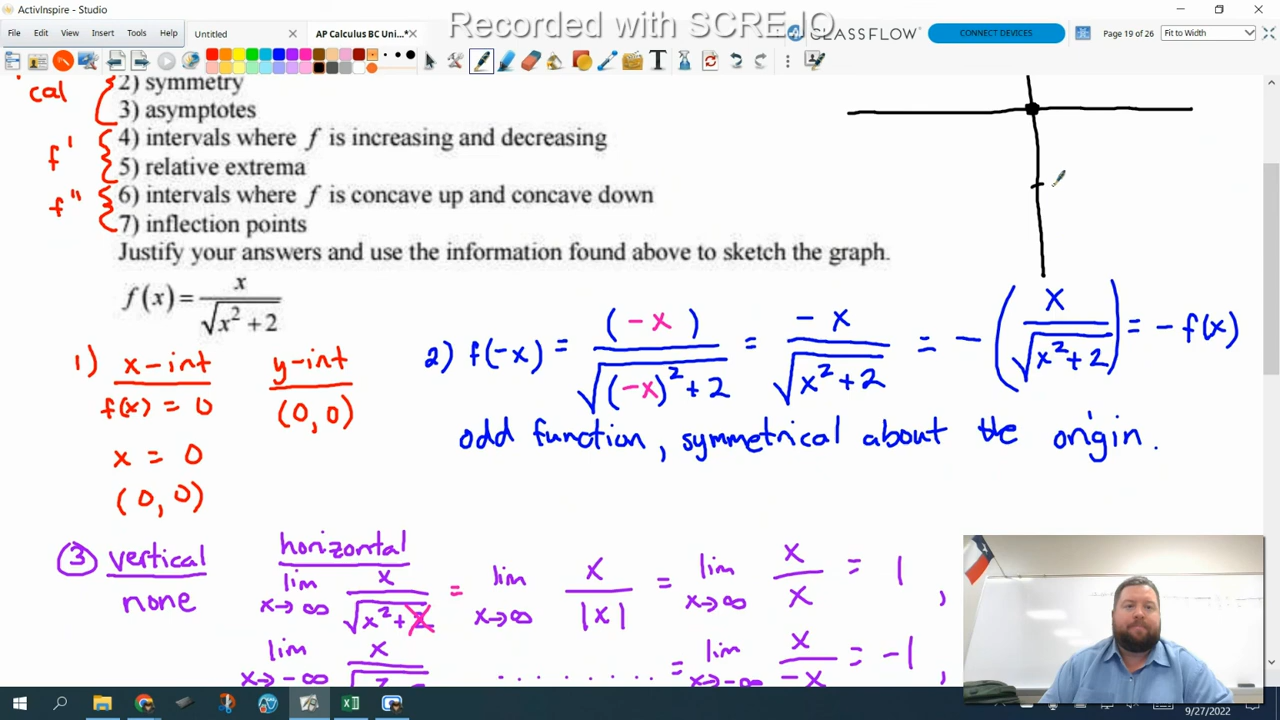 ActivInspire - Studio
Recorded with SCRE.IO
File Edit View Insert Tools Help
Untitled
AP Calculus BC Uni...*
CLASSFLOW
CONNECT DEVICES
Page 19 of 26
Fit to Width
cal
2) symmetry
3) asymptotes
f' 4) intervals where f is increasing and decreasing
5) relative extrema
f" 6) intervals where f is concave up and concave down
7) inflection points
Justify your answers and use the information found above to sketch the graph.
f(x) = x / √(x² + 2)
1) x-int y-int
f(x) = 0 (0, 0)
x = 0
(0, 0)
2) f(-x) = (-x) / √((-x)² + 2) = -x / √(x² + 2) = -(x / √(x² + 2)) = -f(x)
odd function, symmetrical about the origin.
③ vertical
none
horizontal
lim x→∞ x / √(x² + 2) = lim x→∞ x / |x| = lim x→∞ x / x = 1 ,
lim x→-∞ x / √ . . . . . . . . = lim x→-∞ x / -x = -1 ,
9/27/2022